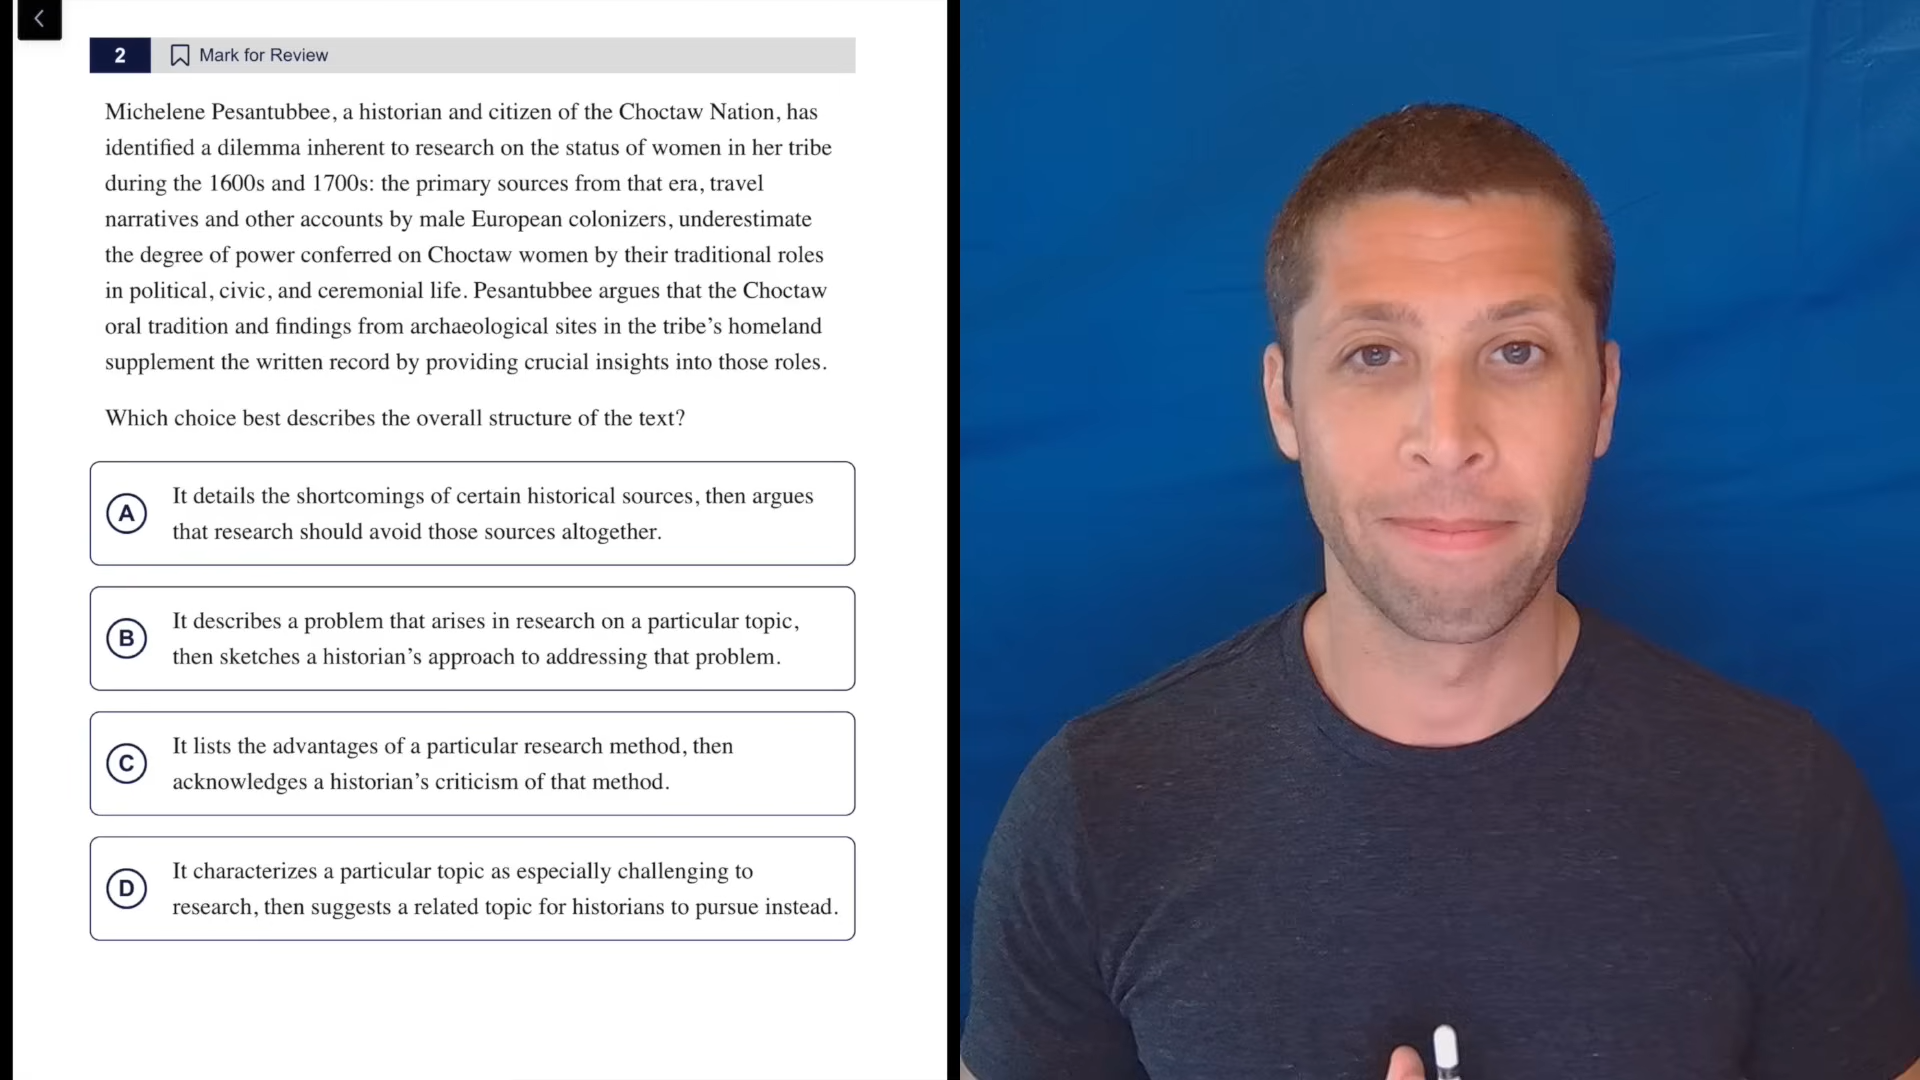 2 Mark for Review
Michelene Pesantubbee, a historian and citizen of the Choctaw Nation, has
identified a dilemma inherent to research on the status of women in her tribe
during the 1600s and 1700s: the primary sources from that era, travel
narratives and other accounts by male European colonizers, underestimate
the degree of power conferred on Choctaw women by their traditional roles
in political, civic, and ceremonial life. Pesantubbee argues that the Choctaw
oral tradition and findings from archaeological sites in the tribe’s homeland
supplement the written record by providing crucial insights into those roles.
Which choice best describes the overall structure of the text?
A It details the shortcomings of certain historical sources, then argues
that research should avoid those sources altogether.
B It describes a problem that arises in research on a particular topic,
then sketches a historian’s approach to addressing that problem.
C It lists the advantages of a particular research method, then
acknowledges a historian’s criticism of that method.
D It characterizes a particular topic as especially challenging to
research, then suggests a related topic for historians to pursue instead.